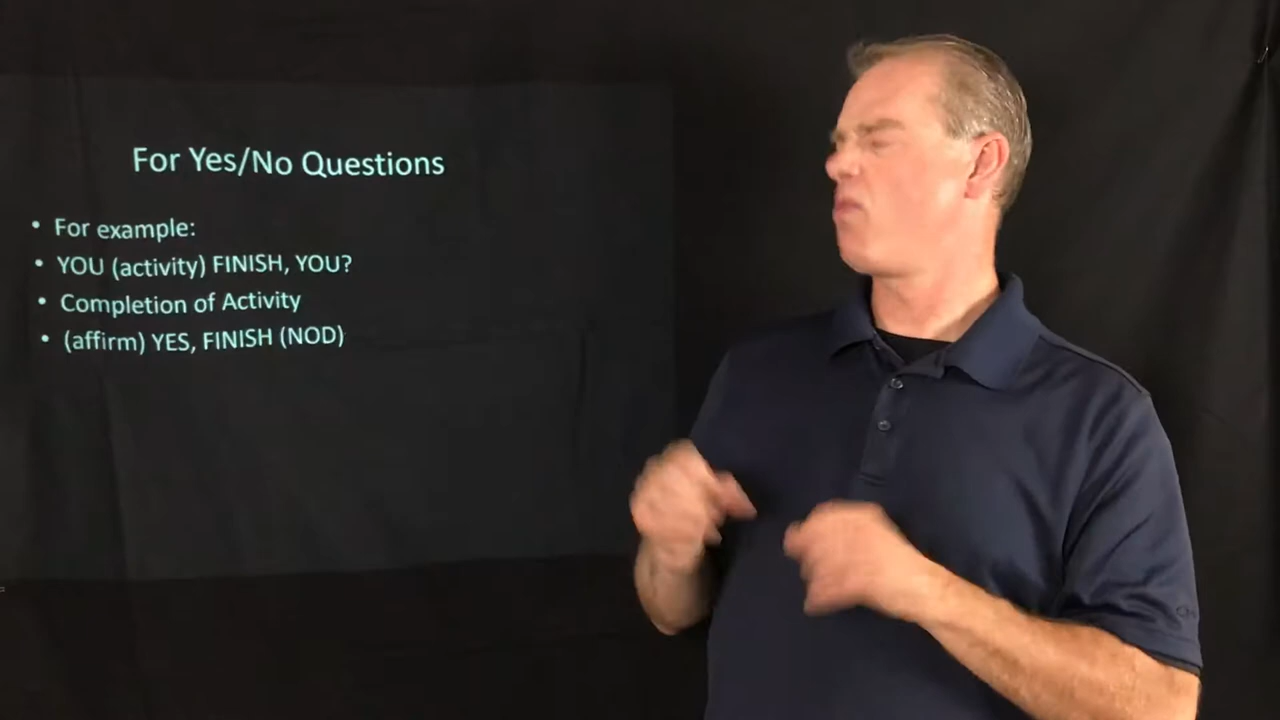 For Yes/No Questions
• For example:
• YOU (activity) FINISH, YOU?
• Completion of Activity
• (affirm) YES, FINISH (NOD)